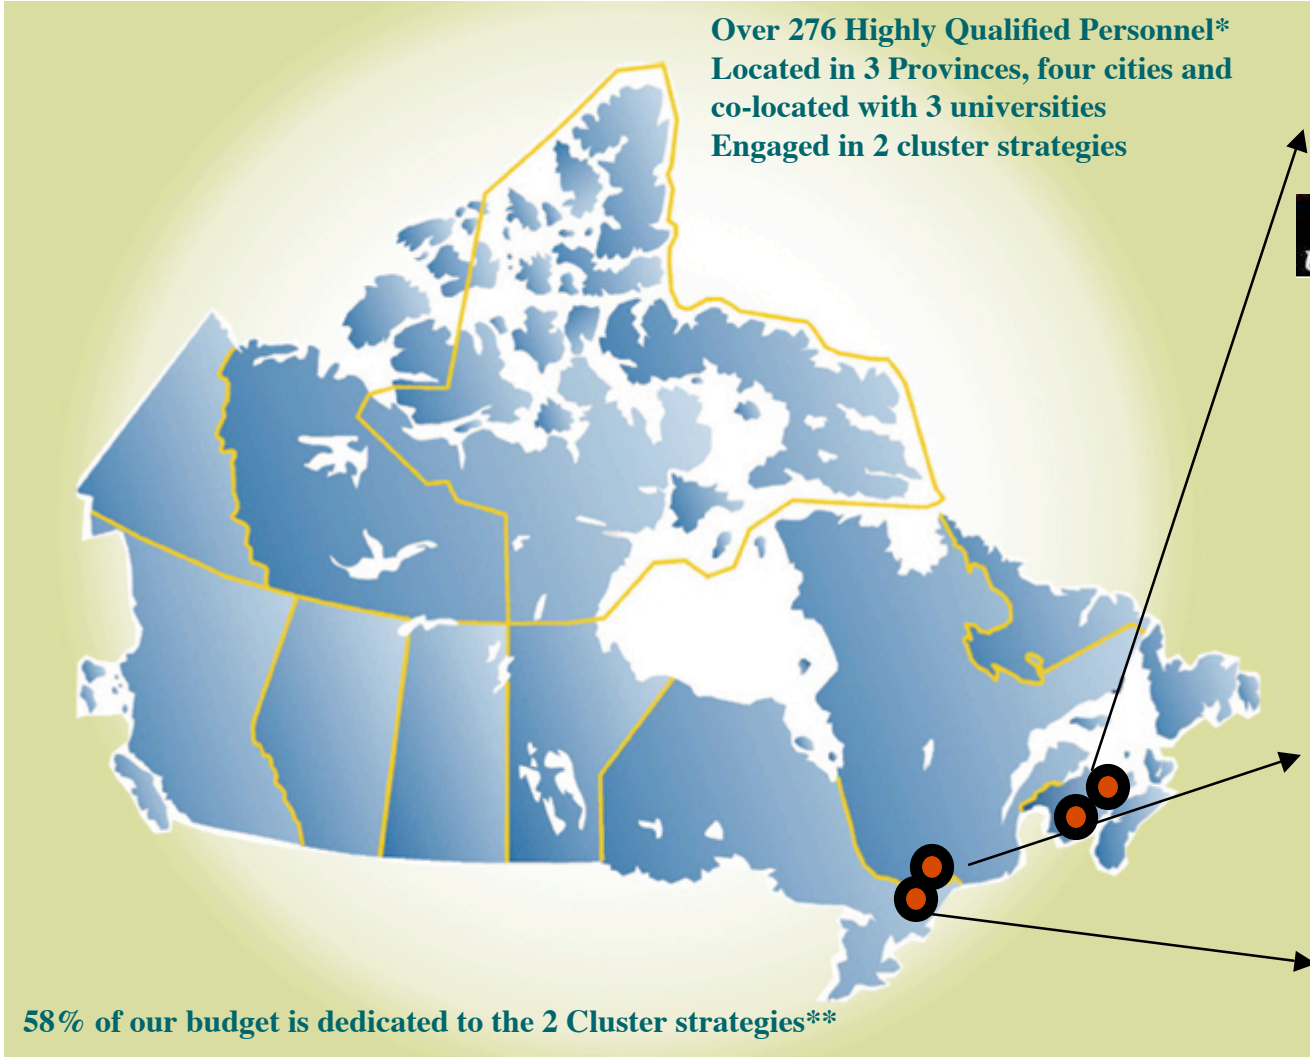 Over 276 Highly Qualified Personnel*
Located in 3 Provinces, four cities and
co-located with 3 universities
Engaged in 2 cluster strategies
58% of our budget is dedicated to the 2 Cluster strategies**